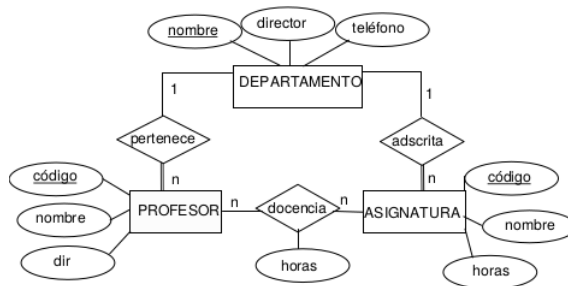 nombre
director
teléfono
DEPARTAMENTO
1
1
pertenece
adscrita
código
n
n
código
nombre
PROFESOR
n
docencia
n
ASIGNATURA
nombre
dir
horas
horas